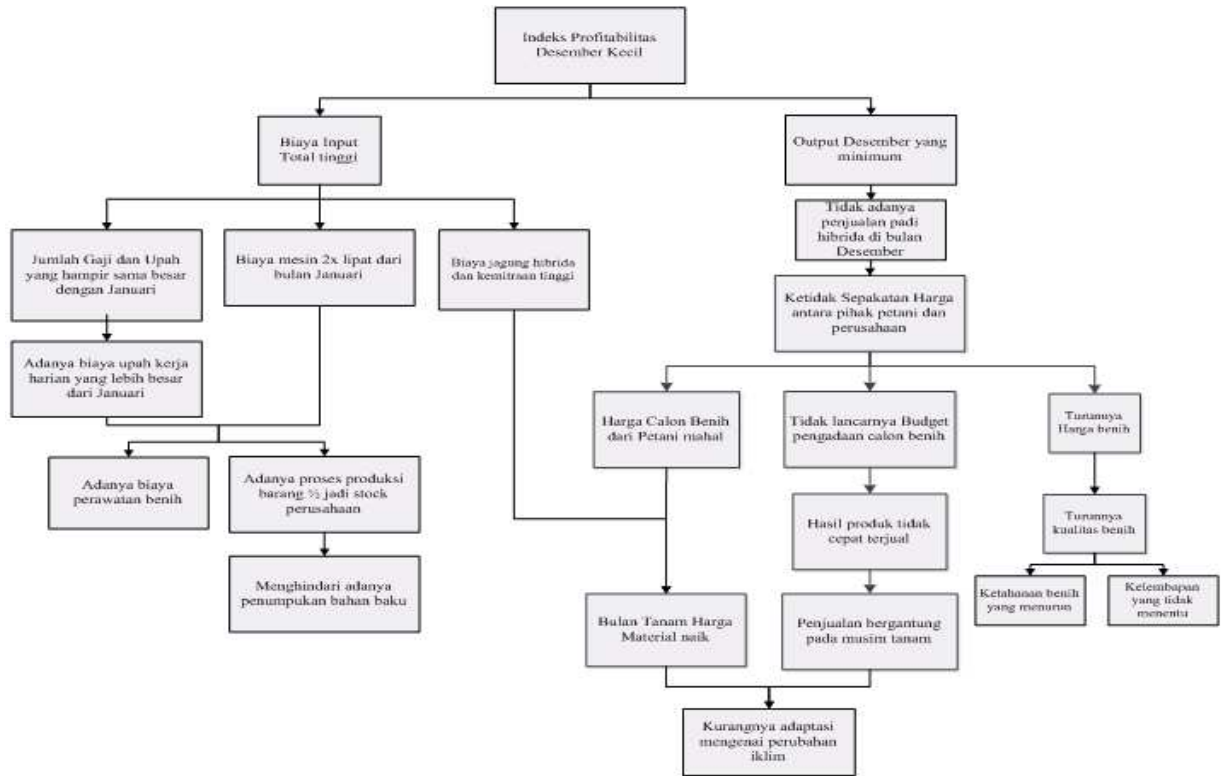 Indeks Profitabilitas
Desember Kecil
Biaya Input
Total tinggi
Output Desember yang
minimum
Jumlah Gaji dan Upah
yang hampir sama besar
dengan Januari
Biaya mesin 2x lipat dari
bulan Januari
Biaya jagung hibrida
dan kemitraan tinggi
Tidak adanya
penjualan padi
hibrida di bulan
Desember
Ketidak Sepakatan Harga
antara pihak petani dan
perusahaan
Adanya biaya upah kerja
harian yang lebih besar
dari Januari
Harga Calon Benih
dari Petani mahal
Tidak lancarnya Budget
pengadaan calon benih
Turunnya
Harga benih
Adanya biaya
perawatan benih
Adanya proses produksi
barang ½ jadi stock
perusahaan
Hasil produk tidak
cepat terjual
Turunnya
kualitas benih
Menghindari adanya
penumpukan bahan baku
Ketahanan benih
yang menurun
Kelembapan
yang tidak
menentu
Bulan Tanam Harga
Material naik
Penjualan bergantung
pada musim tanam
Kurangnya adaptasi
mengenai perubahan
iklim